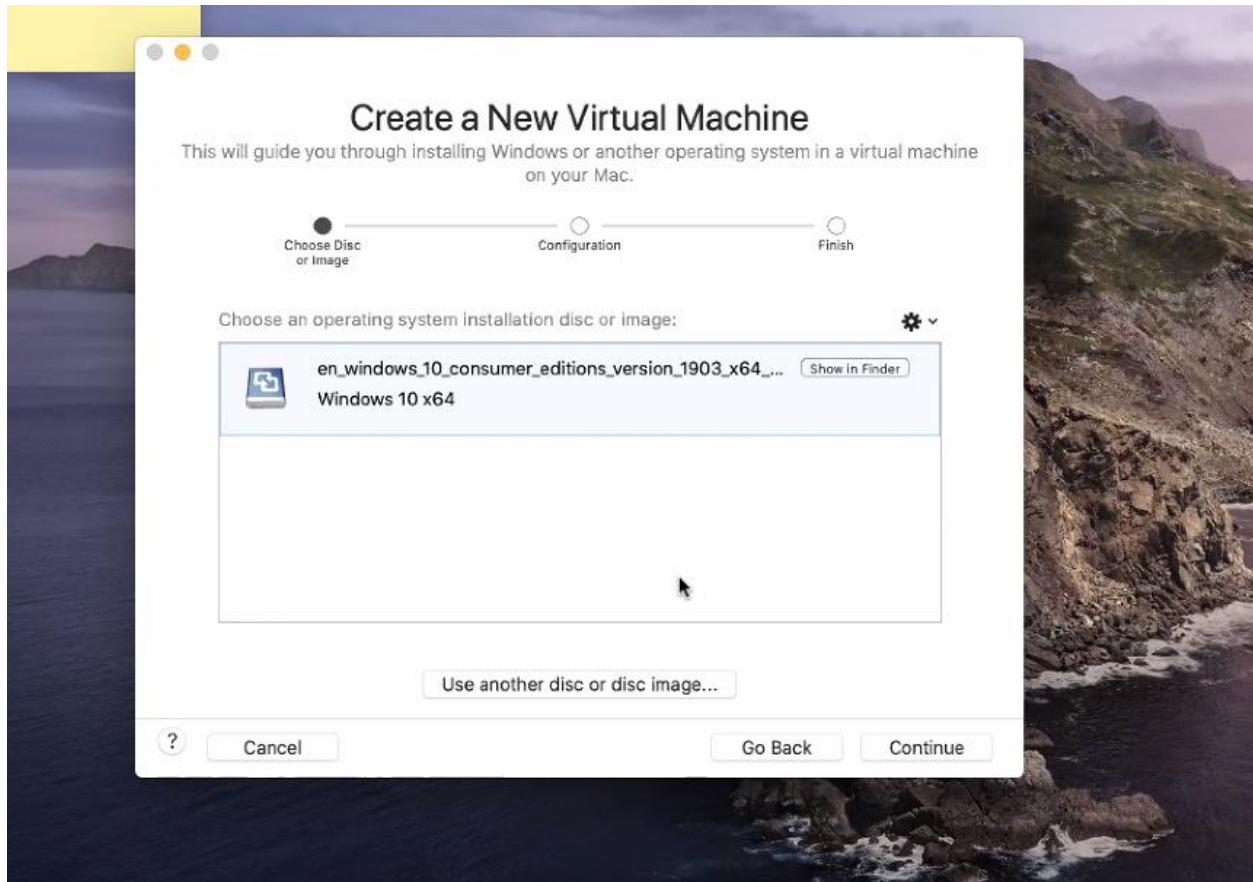 Create a New Virtual Machine
This will guide you through installing Windows or another operating system in a virtual machine
on your Mac.
Choose Disc
or Image
Configuration
Finish
Choose an operating system installation disc or image:
en_windows_10_consumer_editions_version_1903_x64_... Show in Finder
Windows 10 x64
Use another disc or disc image...
? Cancel Go Back Continue